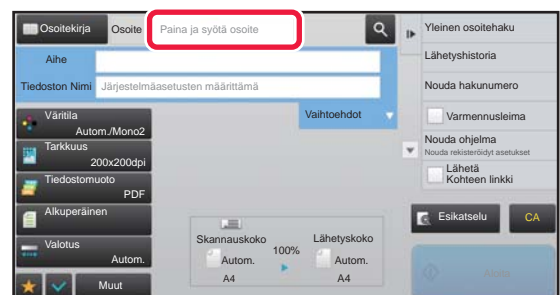 Osoitekirja
Osoite
Paina ja syötä osoite
Aihe
Tiedoston Nimi
Järjestelmäasetusten määrittämä
Vaihtoehdot
Väritila
Autom./Mono2
Tarkkuus
200x200dpi
Tiedostomuoto
PDF
Alkuperäinen
Valotus
Autom.
Muut
Skannauskoko
Autom.
A4
100%
Lähetyskoko
Autom.
A4
Yleinen osoitehaku
Lähetyshistoria
Nouda hakunumero
Varmennusleima
Nouda ohjelma
Nouda rekisteröidyt asetukset
Lähetä
Kohteen linkki
Esikatselu
CA